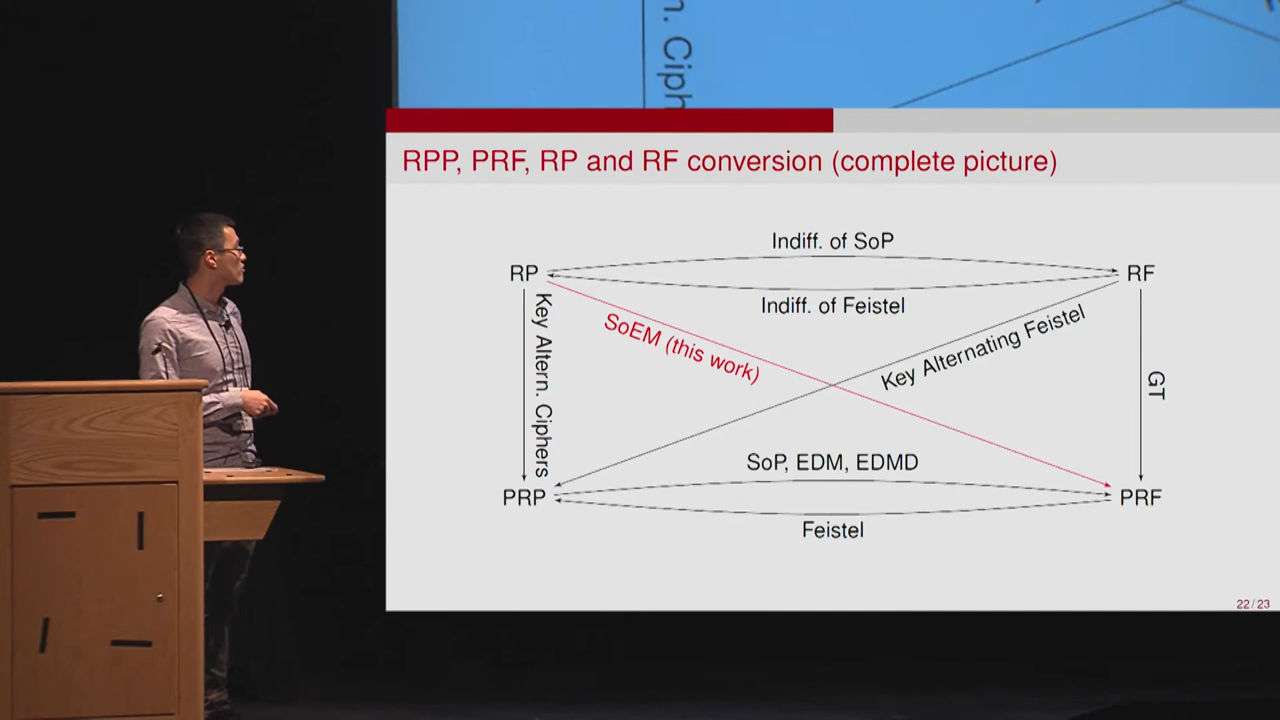 n. Ciph
RPP, PRF, RP and RF conversion (complete picture)
Indiff. of SoP
RP
RF
Indiff. of Feistel
Key Altern. Ciphers
SoEM (this work)
Key Alternating Feistel
GT
SoP, EDM, EDMD
PRP
PRF
Feistel
22 / 23